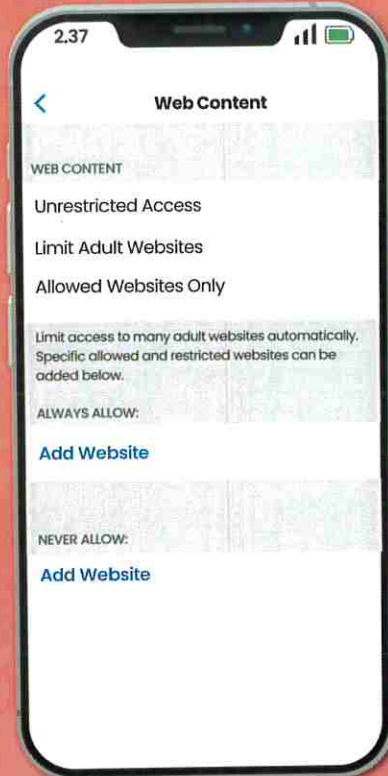 2.37
Web Content
WEB CONTENT
Unrestricted Access
Limit Adult Websites
Allowed Websites Only
Limit access to many adult websites automatically.
Specific allowed and restricted websites can be
added below.
ALWAYS ALLOW:
Add Website
NEVER ALLOW:
Add Website